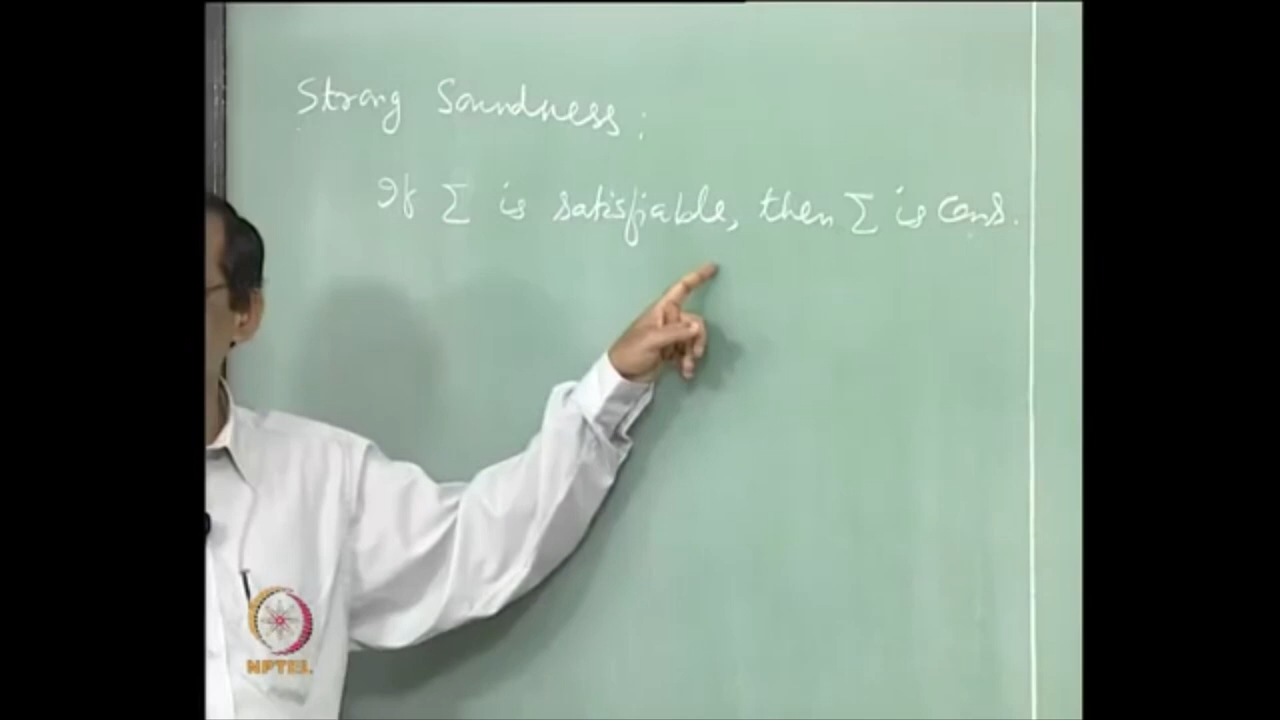 Strong Soundness:
If Σ is satisfiable, then Σ is cons.
NPTEL